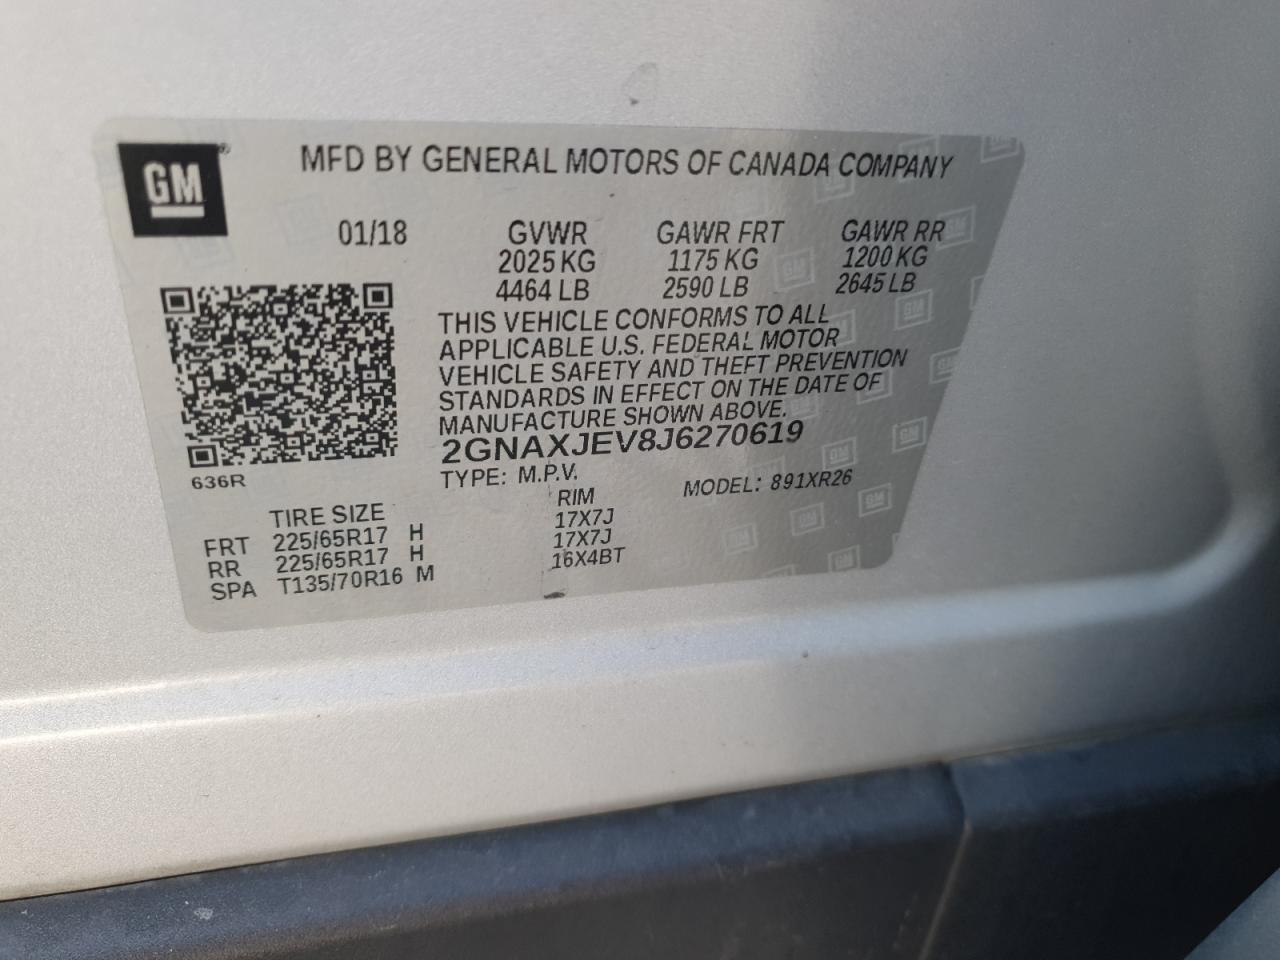 GM®
MFD BY GENERAL MOTORS OF CANADA COMPANY
01/18 GVWR GAWR FRT GAWR RR
2025 KG 1175 KG 1200 KG
4464 LB 2590 LB 2645 LB
THIS VEHICLE CONFORMS TO ALL
APPLICABLE U.S. FEDERAL MOTOR
VEHICLE SAFETY AND THEFT PREVENTION
STANDARDS IN EFFECT ON THE DATE OF
MANUFACTURE SHOWN ABOVE.
2GNAXJEV8J6270619
636R
TYPE: M.P.V. MODEL: 891XR26
TIRE SIZE RIM
FRT 225/65R17 H 17X7J
RR 225/65R17 H 17X7J
SPA T135/70R16 M 16X4BT